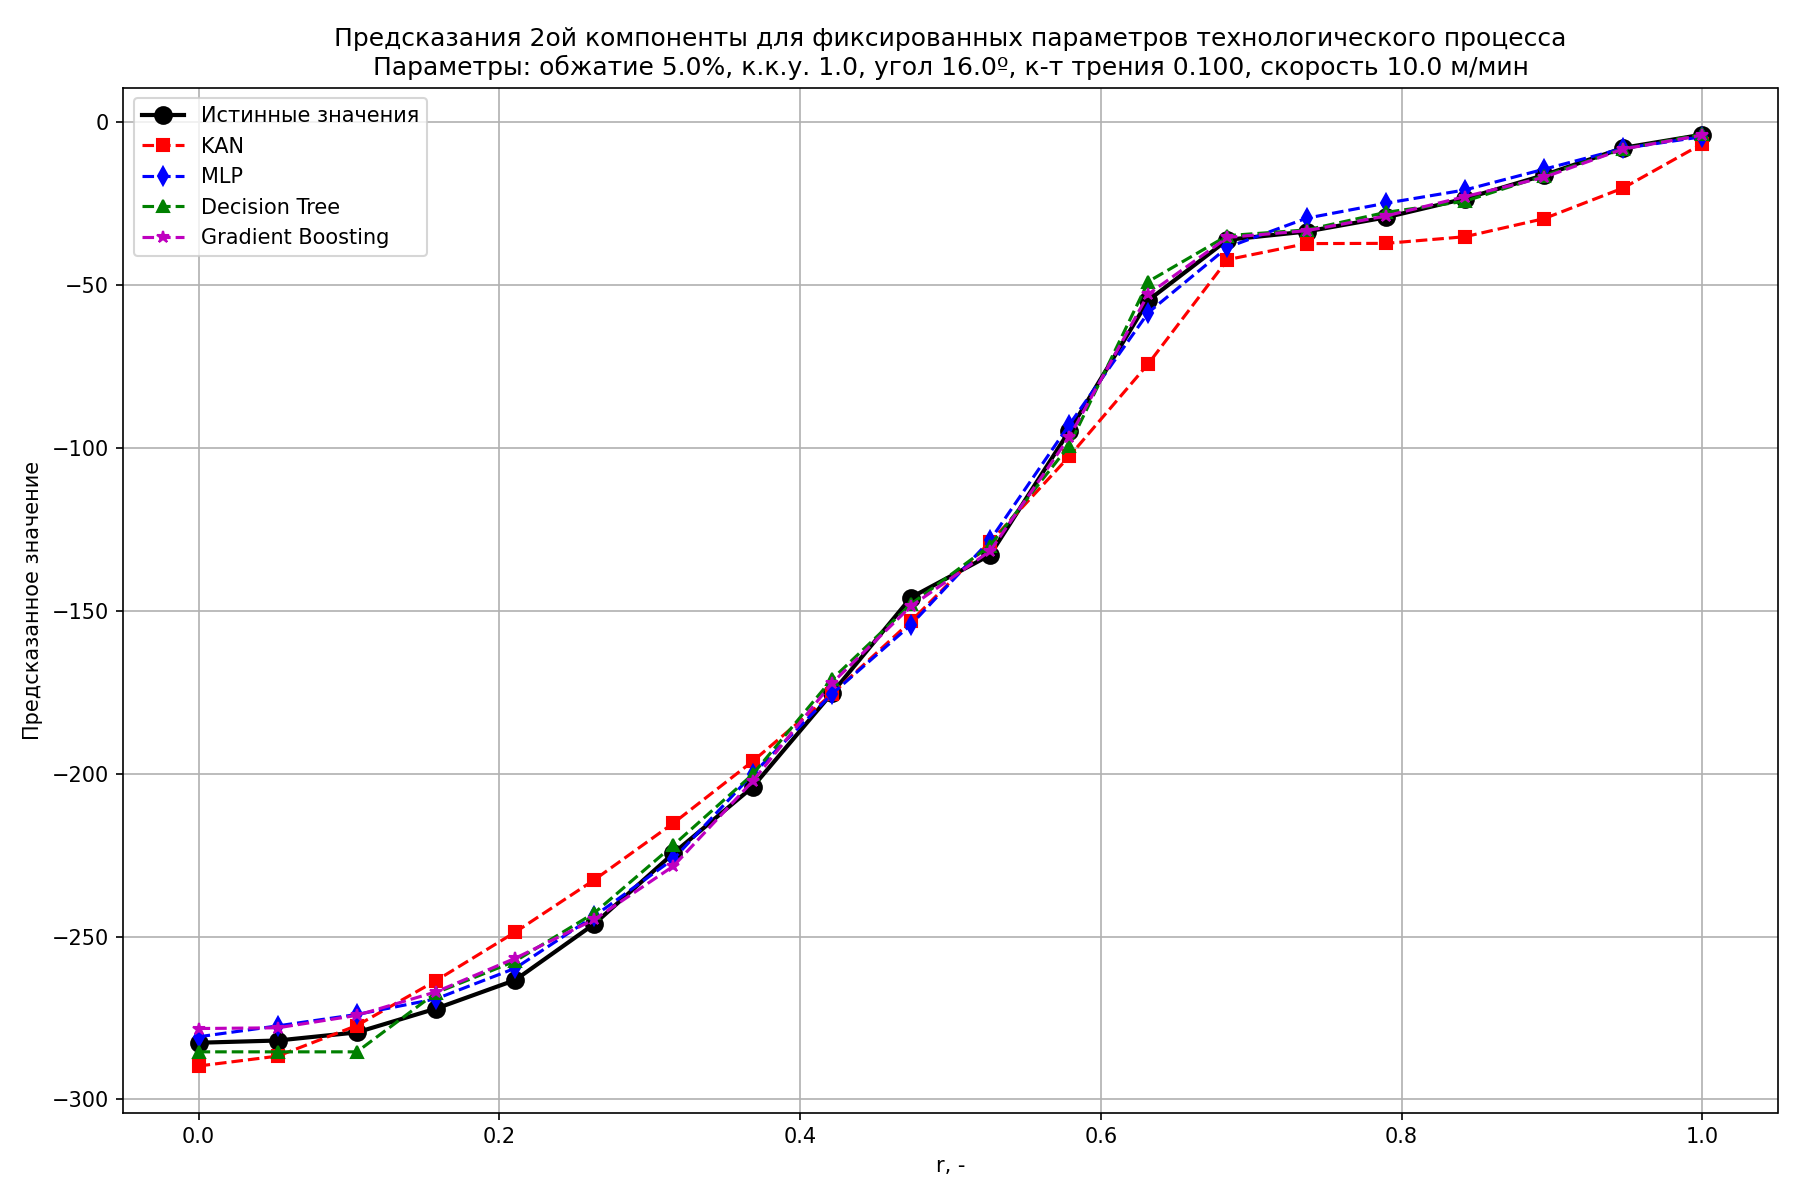 Предсказания 2ой компоненты для фиксированных параметров технологического процесса
Параметры: обжатие 5.0%, к.к.у. 1.0, угол 16.0º, к-т трения 0.100, скорость 10.0 м/мин
Истинные значения
KAN
MLP
Decision Tree
Gradient Boosting
Предсказанное значение
0
−50
−100
−150
−200
−250
−300
0.0
0.2
0.4
0.6
0.8
1.0
r, -